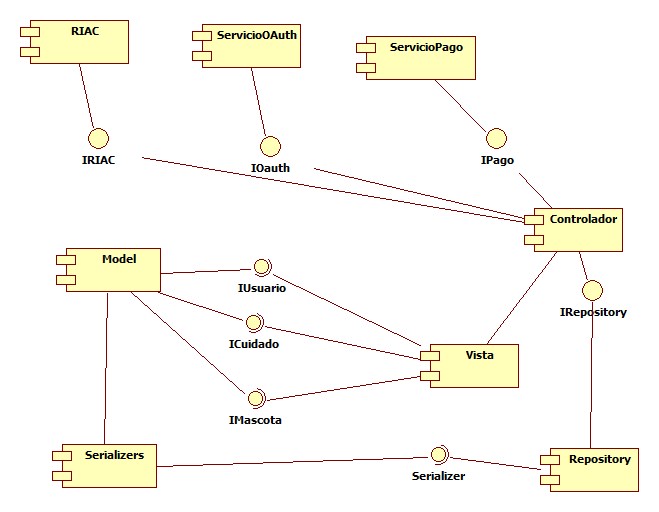 RIAC
ServicioOAuth
ServicioPago
IRIAC
IOauth
IPago
Controlador
Model
IUsuario
IRepository
ICuidado
Vista
IMascota
Serializers
Serializer
Repository